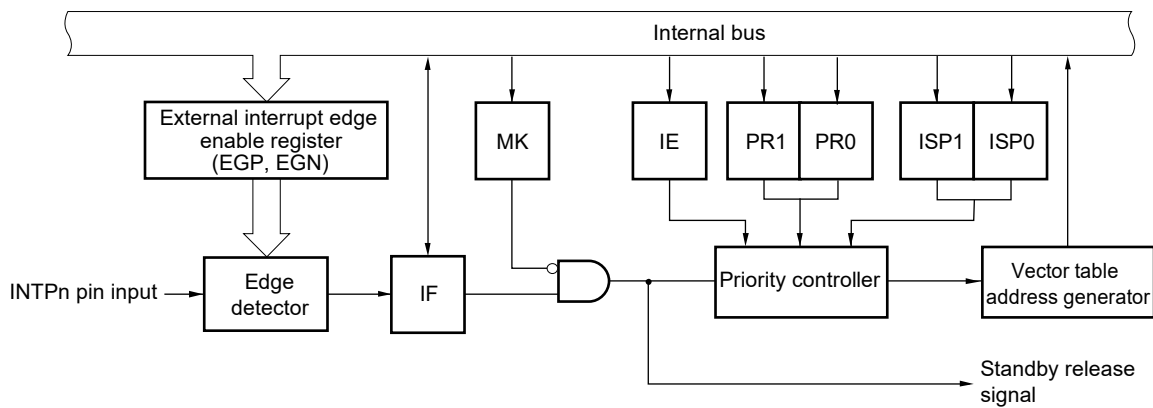 Internal bus
External interrupt edge
enable register
(EGP, EGN)
MK
IE
PR1
PR0
ISP1
ISP0
INTPn pin input
Edge
detector
IF
Priority controller
Vector table
address generator
Standby release
signal